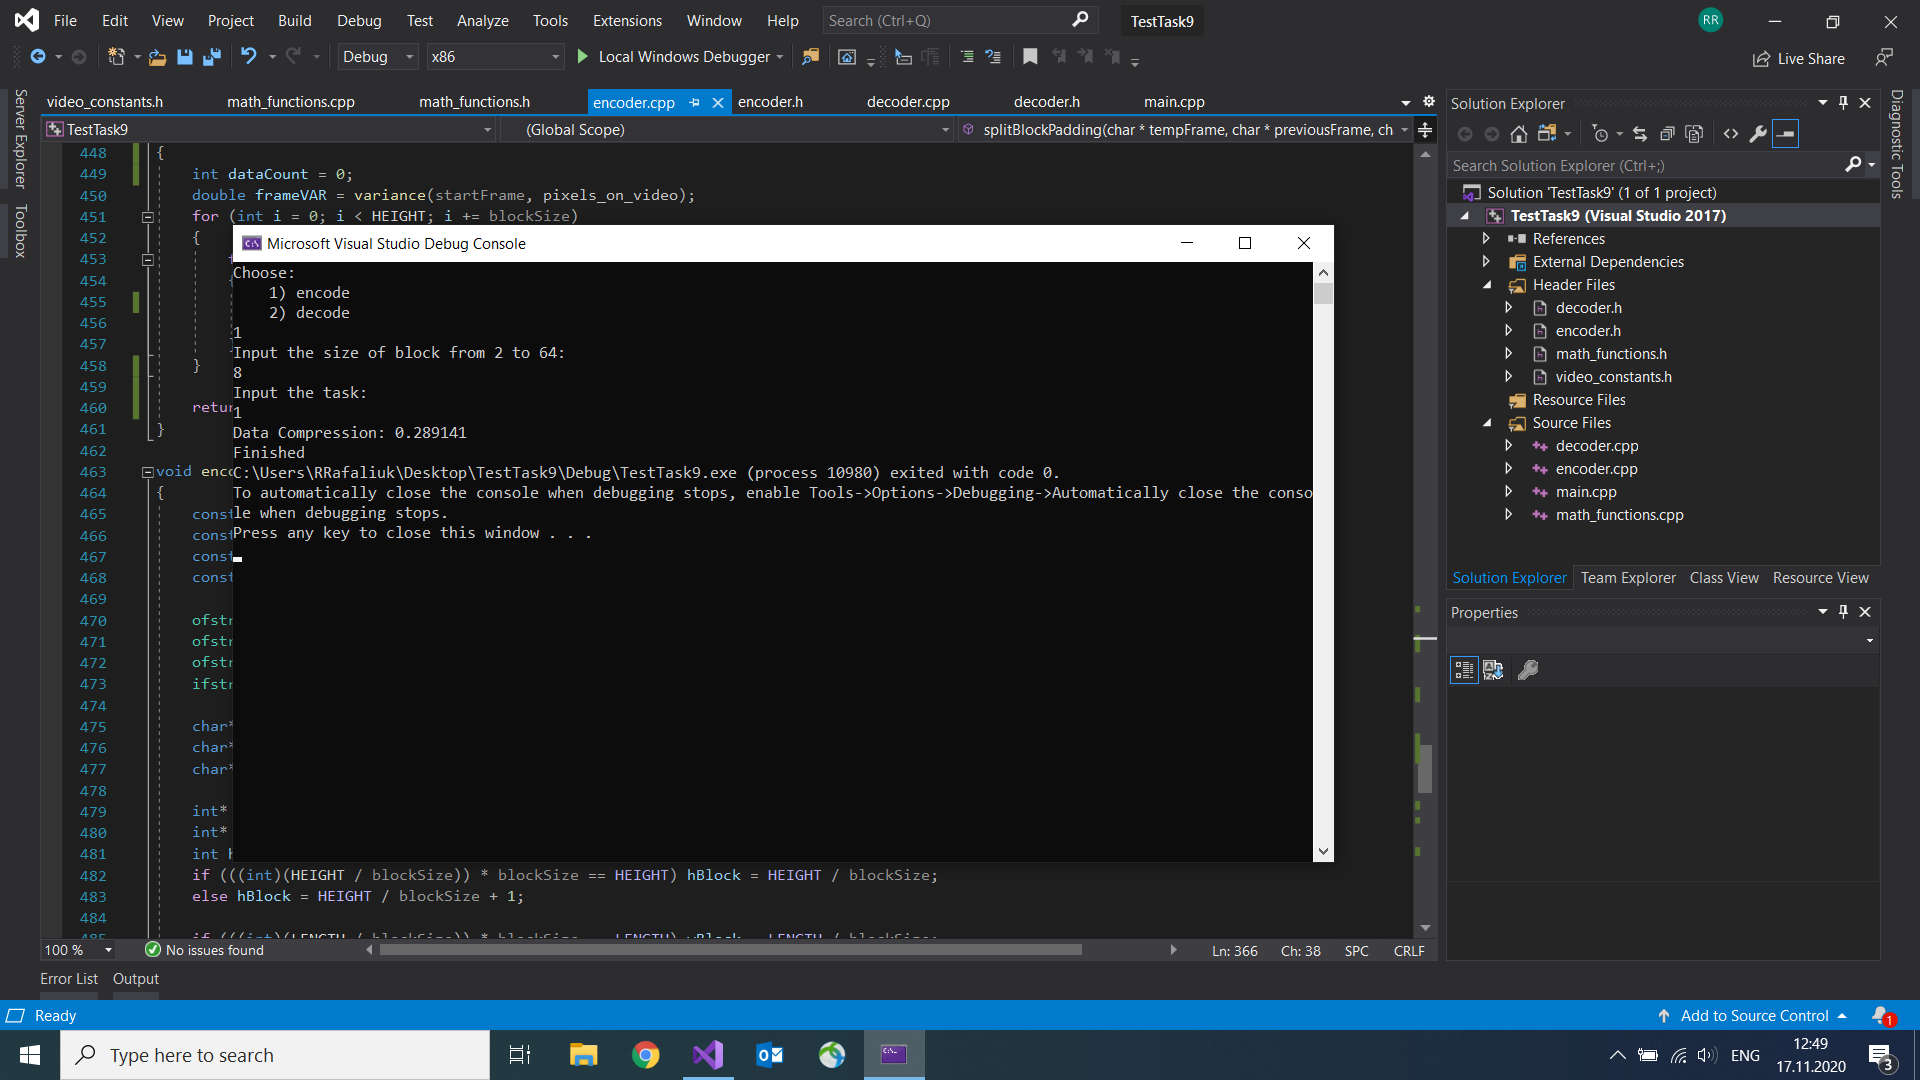 File Edit View Project Build Debug Test Analyze Tools Extensions Window Help Search (Ctrl+Q) TestTask9 RR
Debug x86 Local Windows Debugger Live Share
Server Explorer
Toolbox
video_constants.h math_functions.cpp math_functions.h encoder.cpp encoder.h decoder.cpp decoder.h main.cpp
TestTask9 (Global Scope) splitBlockPadding(char * tempFrame, char * previousFrame, ch
448 {
449 int dataCount = 0;
450 double frameVAR = variance(startFrame, pixels_on_video);
451 for (int i = 0; i < HEIGHT; i += blockSize)
452 {
453
454
455
456
457
458 }
459
460 retur
461 }
462
463 void enc
464 {
465 const
466 const
467 const
468 const
469
470 ofstr
471 ofstr
472 ofstr
473 ifstr
474
475 char*
476 char*
477 char*
478
479 int*
480 int*
481 int h
482 if (((int)(HEIGHT / blockSize)) * blockSize == HEIGHT) hBlock = HEIGHT / blockSize;
483 else hBlock = HEIGHT / blockSize + 1;
484
Microsoft Visual Studio Debug Console
Choose:
1) encode
2) decode
1
Input the size of block from 2 to 64:
8
Input the task:
1
Data Compression: 0.289141
Finished
C:\Users\RRafaliuk\Desktop\TestTask9\Debug\TestTask9.exe (process 10980) exited with code 0.
To automatically close the console when debugging stops, enable Tools->Options->Debugging->Automatically close the conso
le when debugging stops.
Press any key to close this window . . .
100 % No issues found Ln: 366 Ch: 38 SPC CRLF
Error List Output
Solution Explorer
Search Solution Explorer (Ctrl+;)
Solution 'TestTask9' (1 of 1 project)
TestTask9 (Visual Studio 2017)
References
External Dependencies
Header Files
decoder.h
encoder.h
math_functions.h
video_constants.h
Resource Files
Source Files
decoder.cpp
encoder.cpp
main.cpp
math_functions.cpp
Solution Explorer Team Explorer Class View Resource View
Properties
Diagnostic Tools
Ready Add to Source Control 1
Type here to search ENG 12:49
17.11.2020 3